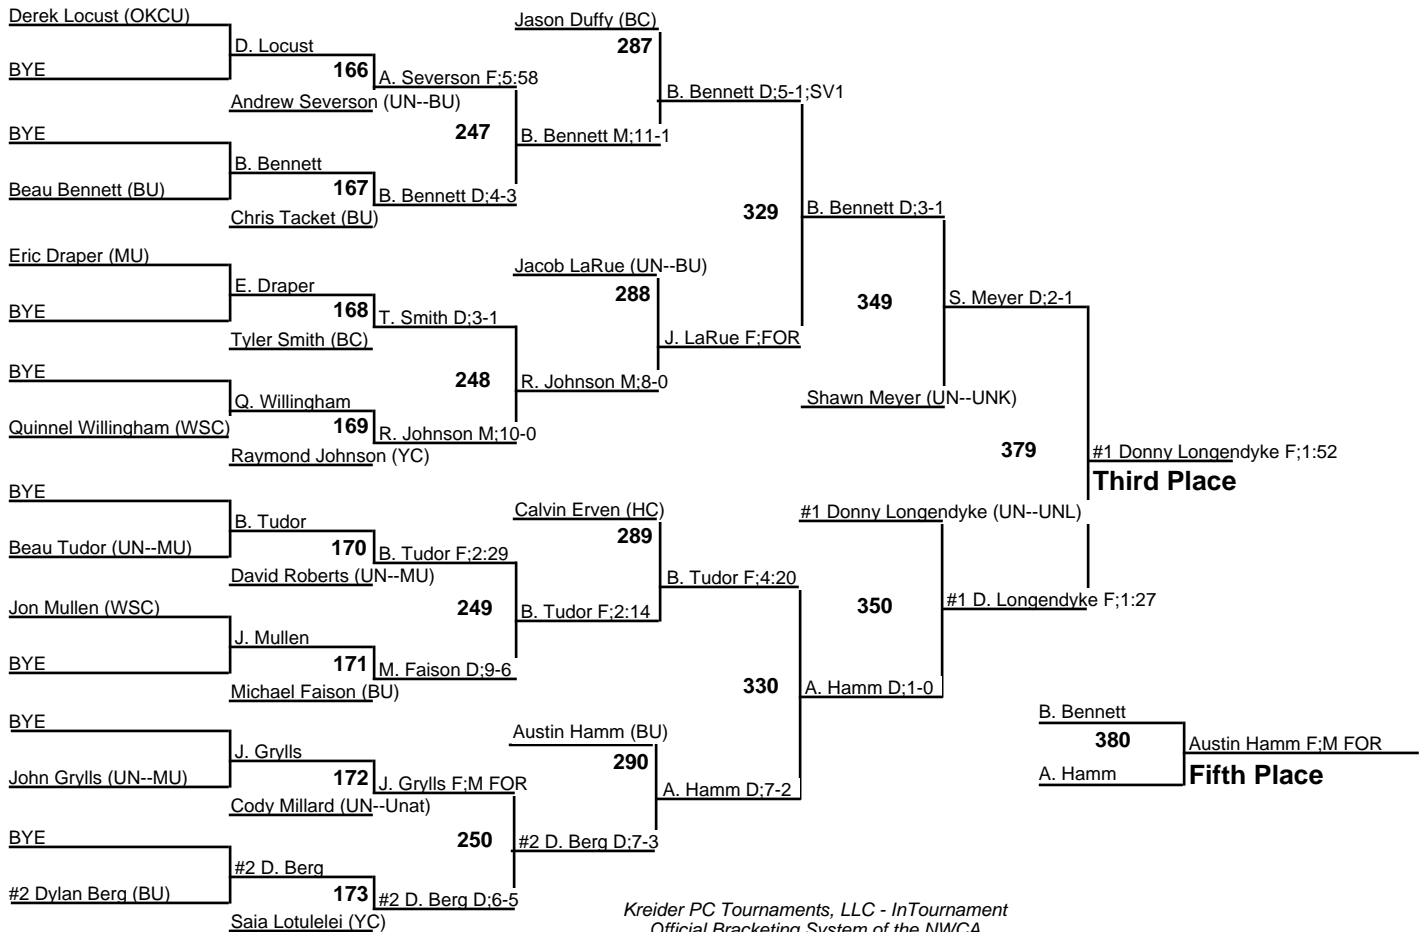 Derek Locust (OKCU)
Jason Duffy (BC)
D. Locust
287
BYE
166
A. Severson F;5:58
Andrew Severson (UN--BU)
B. Bennett D;5-1;SV1
BYE
247
B. Bennett M;11-1
B. Bennett
Beau Bennett (BU)
167
B. Bennett D;4-3
Chris Tacket (BU)
329
B. Bennett D;3-1
Eric Draper (MU)
Jacob LaRue (UN--BU)
E. Draper
288
349
S. Meyer D;2-1
BYE
168
T. Smith D;3-1
Tyler Smith (BC)
J. LaRue F;FOR
BYE
248
R. Johnson M;8-0
Q. Willingham
Shawn Meyer (UN--UNK)
Quinnel Willingham (WSC)
169
R. Johnson M;10-0
Raymond Johnson (YC)
379
#1 Donny Longendyke F;1:52
Third Place
BYE
Calvin Erven (HC)
#1 Donny Longendyke (UN--UNL)
B. Tudor
289
Beau Tudor (UN--MU)
170
B. Tudor F;2:29
David Roberts (UN--MU)
B. Tudor F;4:20
Jon Mullen (WSC)
249
B. Tudor F;2:14
350
#1 D. Longendyke F;1:27
J. Mullen
BYE
171
M. Faison D;9-6
Michael Faison (BU)
330
A. Hamm D;1-0
BYE
Austin Hamm (BU)
B. Bennett
J. Grylls
290
380
Austin Hamm F;M FOR
John Grylls (UN--MU)
172
J. Grylls F;M FOR
A. Hamm
Fifth Place
Cody Millard (UN--Unat)
A. Hamm D;7-2
BYE
250
#2 D. Berg D;7-3
#2 D. Berg
#2 Dylan Berg (BU)
173
#2 D. Berg D;6-5
Saia Lotulelei (YC)
Kreider PC Tournaments, LLC - InTournament
Official Bracketing System of the NWCA